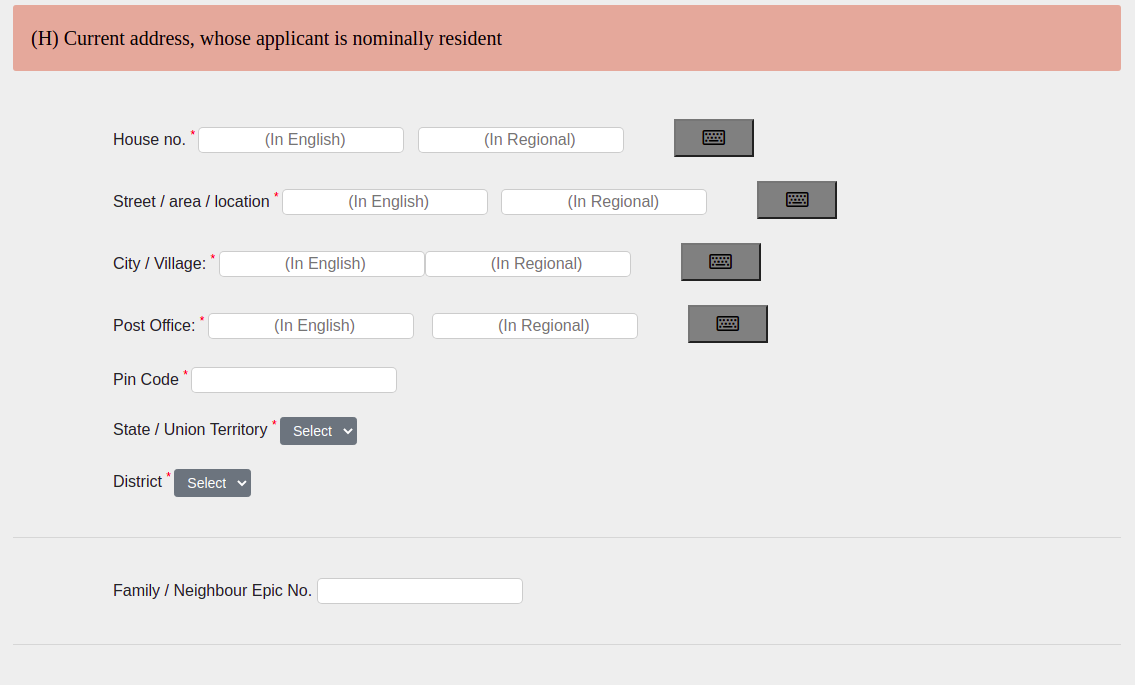 (H) Current address, whose applicant is nominally resident
House no. * (In English) (In Regional)
Street / area / location * (In English) (In Regional)
City / Village: * (In English) (In Regional)
Post Office: * (In English) (In Regional)
Pin Code *
State / Union Territory * Select
District * Select
Family / Neighbour Epic No.